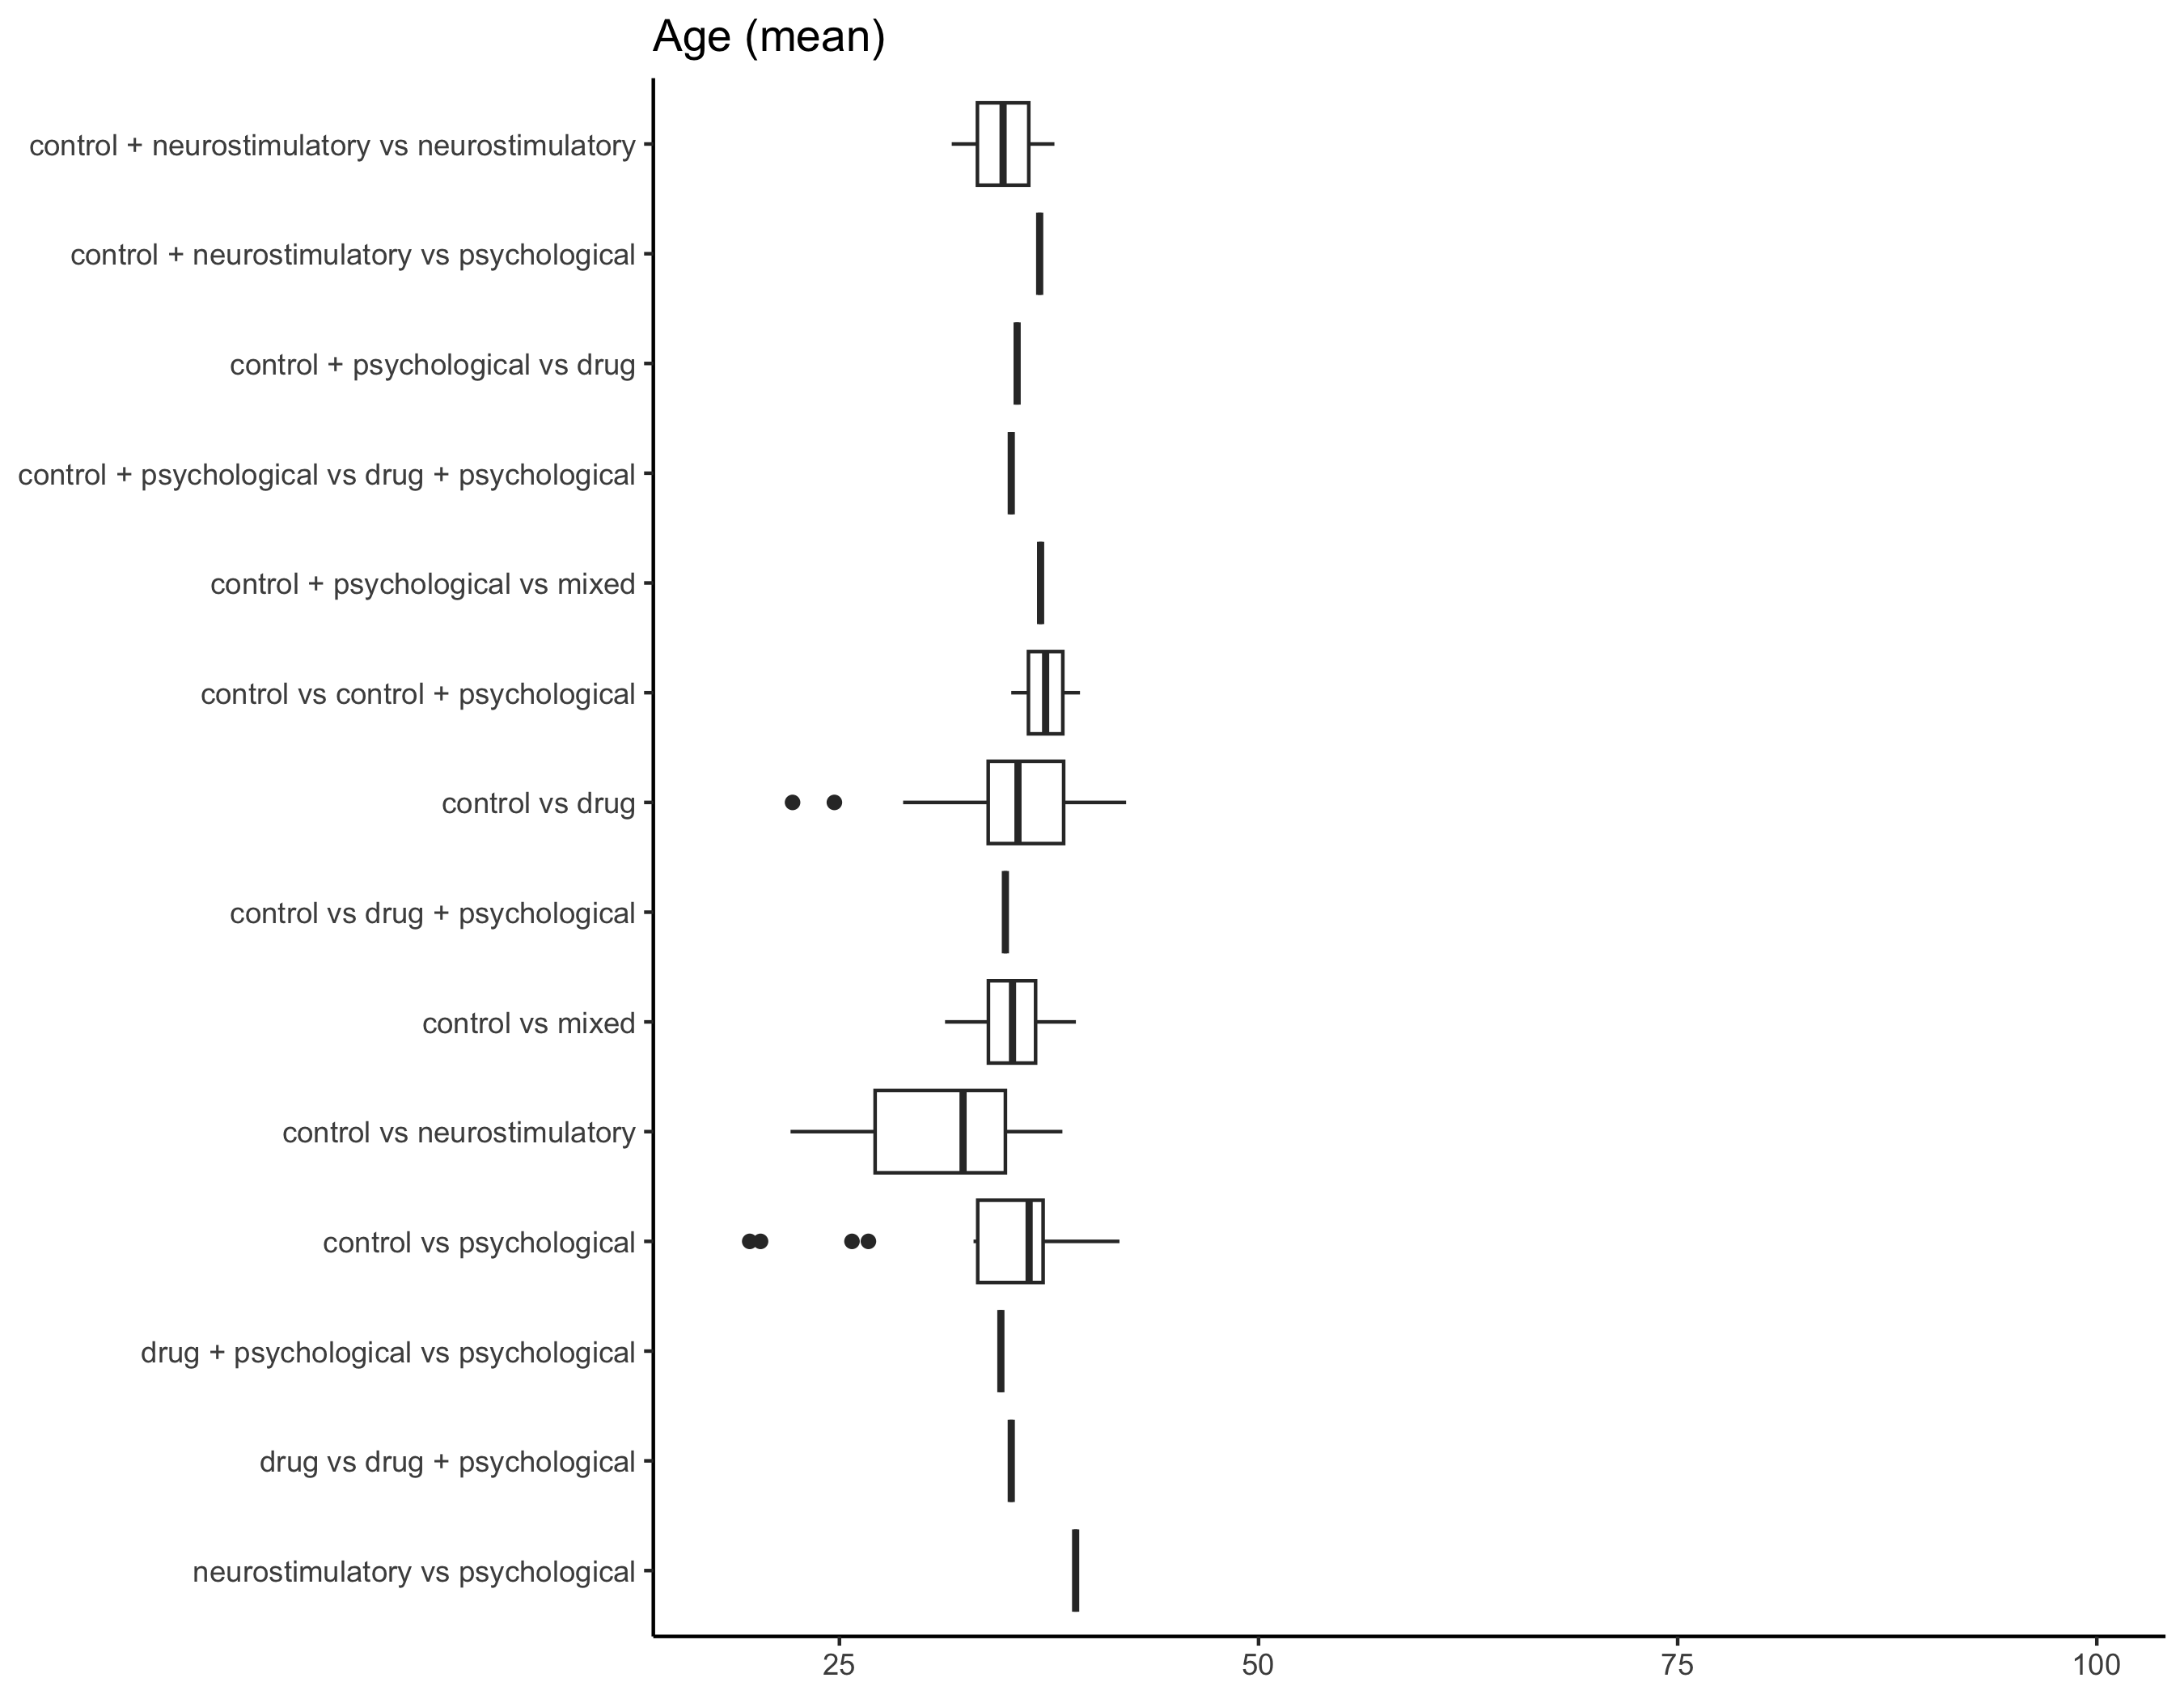 Age (mean)
control + neurostimulatory vs neurostimulatory
control + neurostimulatory vs psychological
control + psychological vs drug
control + psychological vs drug + psychological
control + psychological vs mixed
control vs control + psychological
control vs drug
control vs drug + psychological
control vs mixed
control vs neurostimulatory
control vs psychological
drug + psychological vs psychological
drug vs drug + psychological
neurostimulatory vs psychological
25 50 75 100